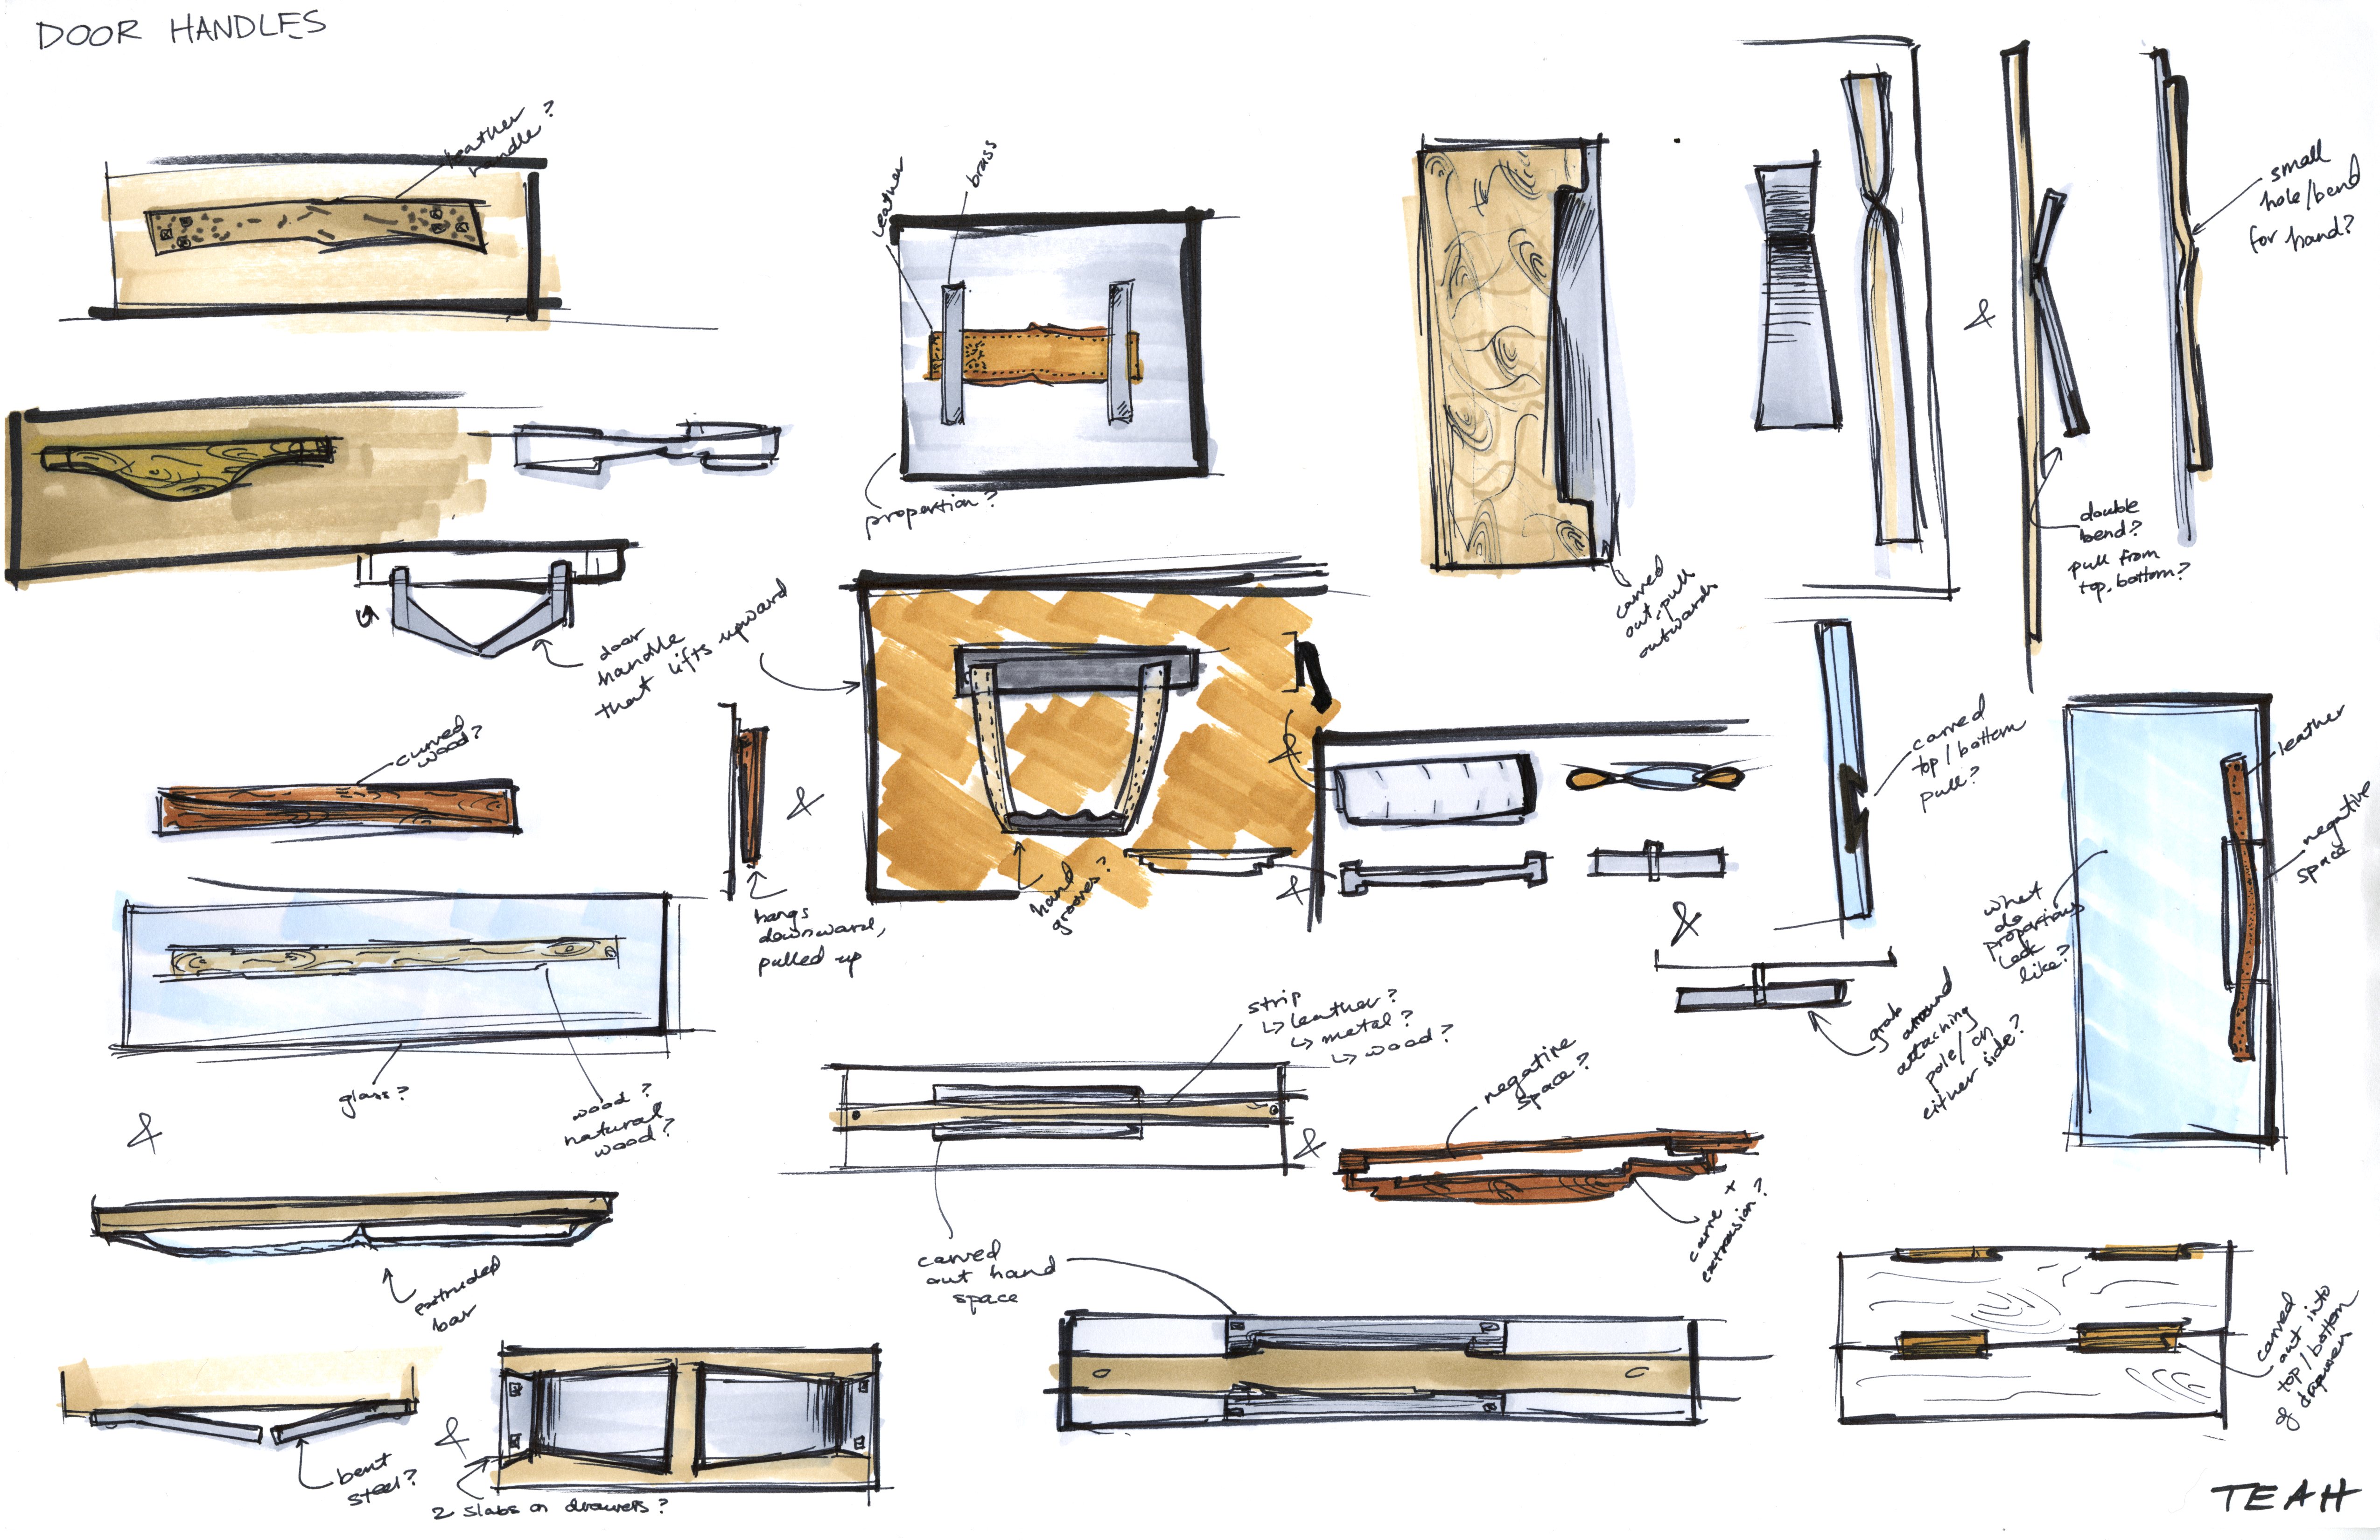 DOOR HANDLES
leather
handle?
leather
brass
proportion?
small
hole/bend
for hand?
&
double
bend?
pull from
top, bottom?
carved
out, pull
outwards
door
handle
that lifts upward
curved
wood?
&
hangs
downward,
pulled up
hand
grooves?
&
&
&
carved
top/bottom
pull?
grab
around
attaching
pole/on
either side?
leather
negative
space
what
do
proportions
look
like?
glass?
wood?
natural
wood?
&
extruded
bar
strip
↳ leather?
↳ metal?
↳ wood?
&
negative
space?
carve +
extrusion?
carved
out hand
space
carved
out into
top/bottom
of drawer
bent
steel?
&
2 slabs on drawers?
TEAH